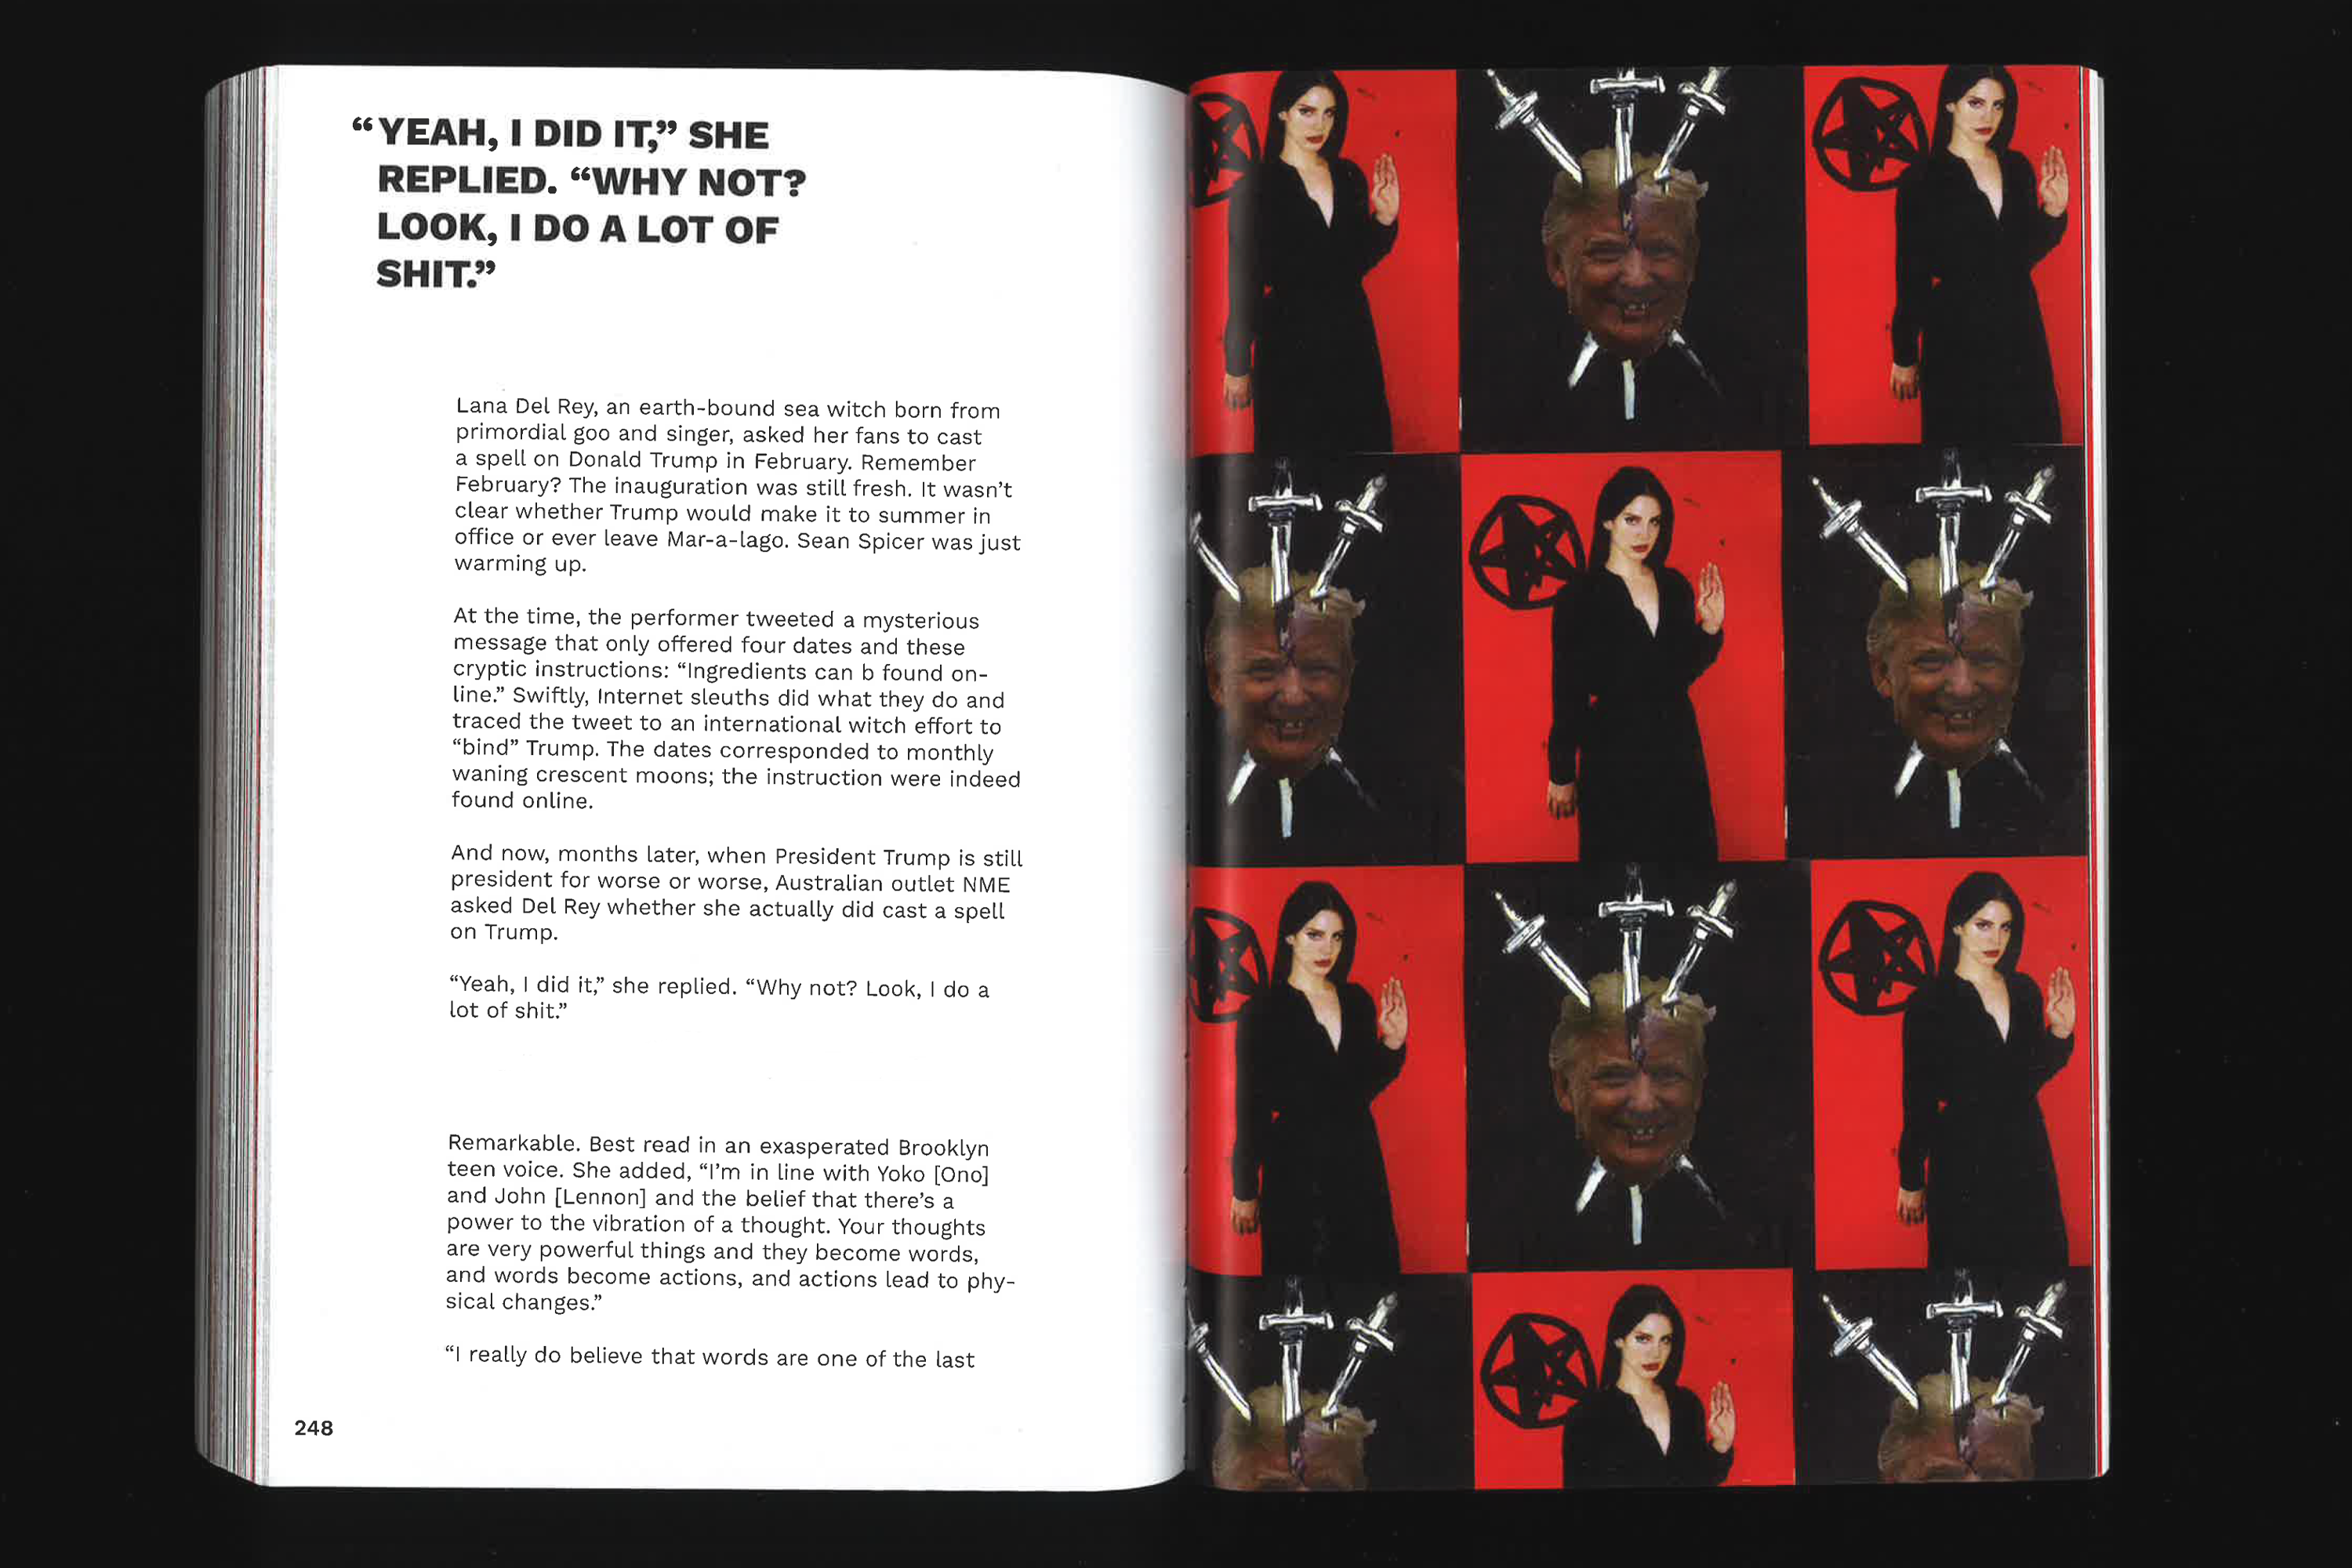 “YEAH, I DID IT,” SHE
REPLIED. “WHY NOT?
LOOK, I DO A LOT OF
SHIT.”
Lana Del Rey, an earth-bound sea witch born from
primordial goo and singer, asked her fans to cast
a spell on Donald Trump in February. Remember
February? The inauguration was still fresh. It wasn’t
clear whether Trump would make it to summer in
office or ever leave Mar-a-lago. Sean Spicer was just
warming up.
At the time, the performer tweeted a mysterious
message that only offered four dates and these
cryptic instructions: “Ingredients can b found on-
line.” Swiftly, Internet sleuths did what they do and
traced the tweet to an international witch effort to
“bind” Trump. The dates corresponded to monthly
waning crescent moons; the instruction were indeed
found online.
And now, months later, when President Trump is still
president for worse or worse, Australian outlet NME
asked Del Rey whether she actually did cast a spell
on Trump.
“Yeah, I did it,” she replied. “Why not? Look, I do a
lot of shit.”
Remarkable. Best read in an exasperated Brooklyn
teen voice. She added, “I’m in line with Yoko [Ono]
and John [Lennon] and the belief that there’s a
power to the vibration of a thought. Your thoughts
are very powerful things and they become words,
and words become actions, and actions lead to phy-
sical changes.”
“I really do believe that words are one of the last
248